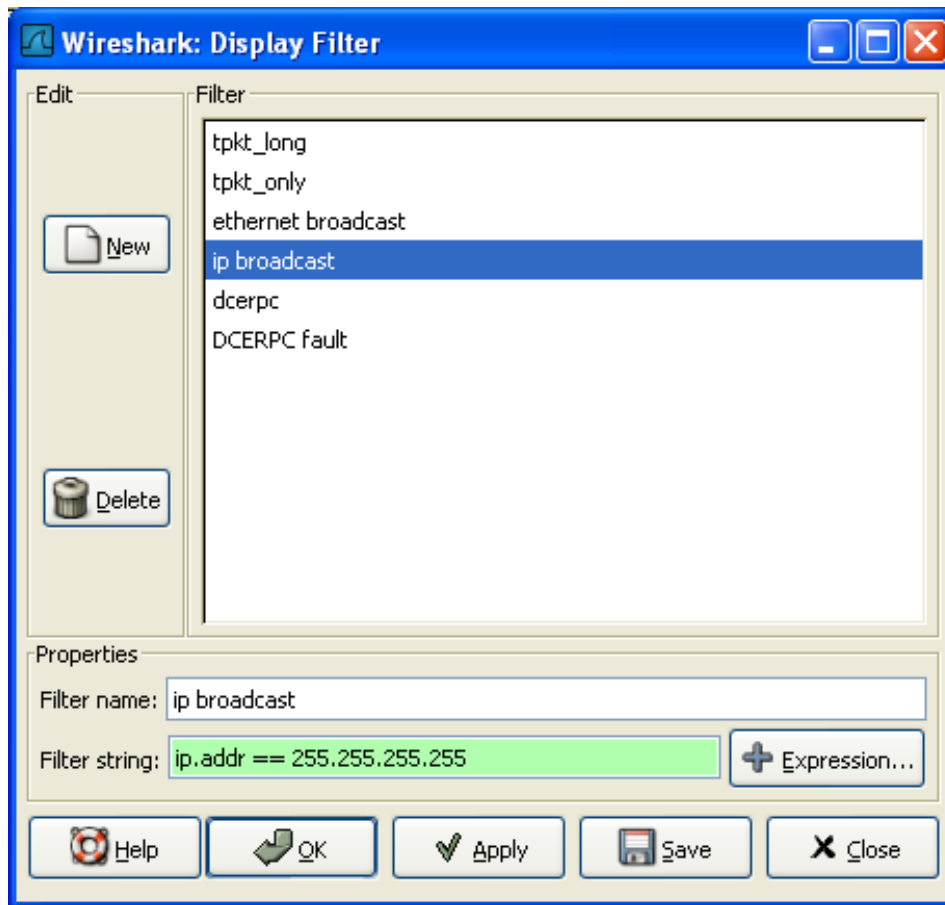 Wireshark: Display Filter
Edit
Filter
tpkt_long
tpkt_only
ethernet broadcast
ip broadcast
dcerpc
DCERPC fault
New
Delete
Properties
Filter name: ip broadcast
Filter string: ip.addr == 255.255.255.255 Expression...
Help OK Apply Save Close